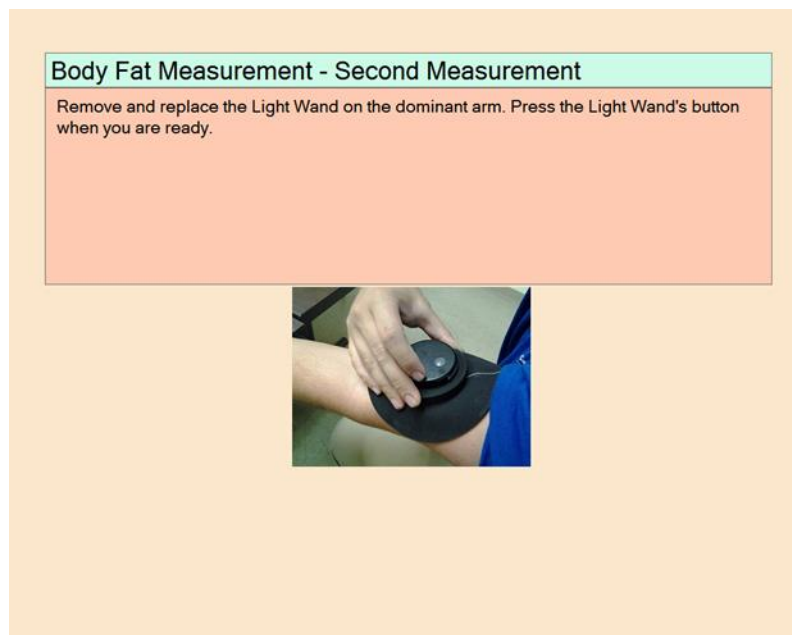 Body Fat Measurement - Second Measurement
Remove and replace the Light Wand on the dominant arm. Press the Light Wand's button
when you are ready.